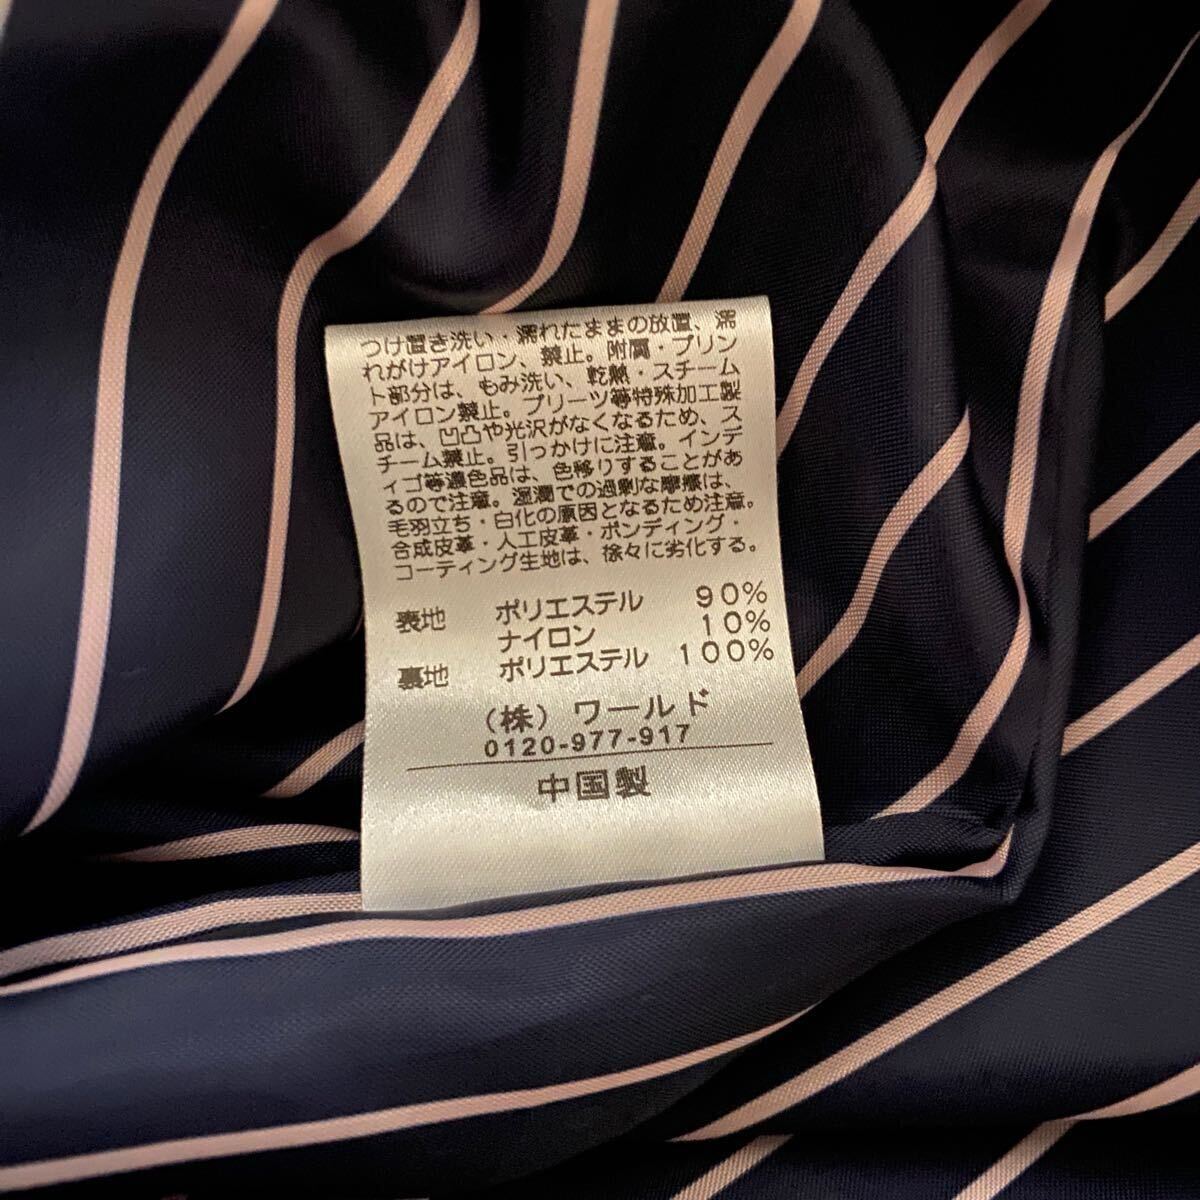 つけ置き洗い・濡れたままの放置、濡
れがけアイロン、禁止。附属・プリン
ト部分は、もみ洗い、乾熱・スチーム
アイロン禁止。プリーツ等特殊加工製
品は、凹凸や光沢がなくなるため、ス
チーム禁止。引っかけに注意。インデ
ィゴ等濃色品は、色移りすることがあ
るので注意。湿潤での過剰な摩擦は、
毛羽立ち・白化の原因となるため注意。
合成皮革・人工皮革・ボンディング・
コーティング生地は、徐々に劣化する。
表地 ポリエステル 90%
ナイロン 10%
裏地 ポリエステル 100%
(株) ワールド
0120-977-917
中国製